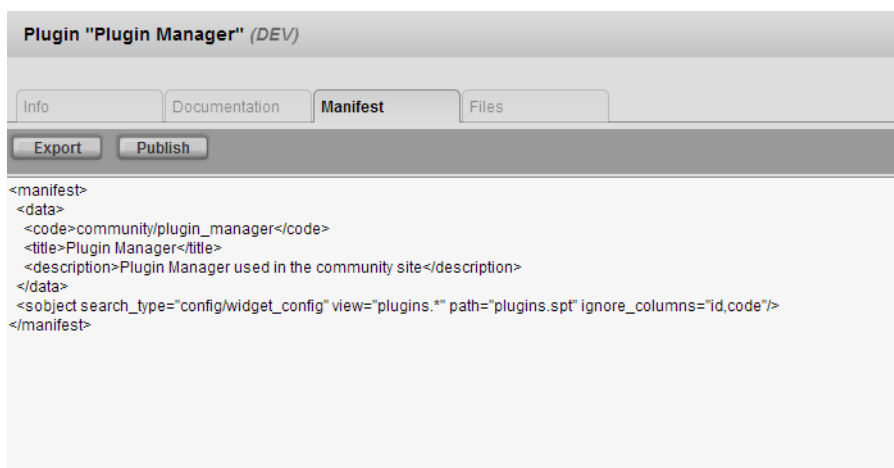 Plugin "Plugin Manager" (DEV)
Info Documentation Manifest Files
Export Publish
<manifest>
<data>
<code>community/plugin_manager</code>
<title>Plugin Manager</title>
<description>Plugin Manager used in the community site</description>
</data>
<sobject search_type="config/widget_config" view="plugins.*" path="plugins.spt" ignore_columns="id,code"/>
</manifest>